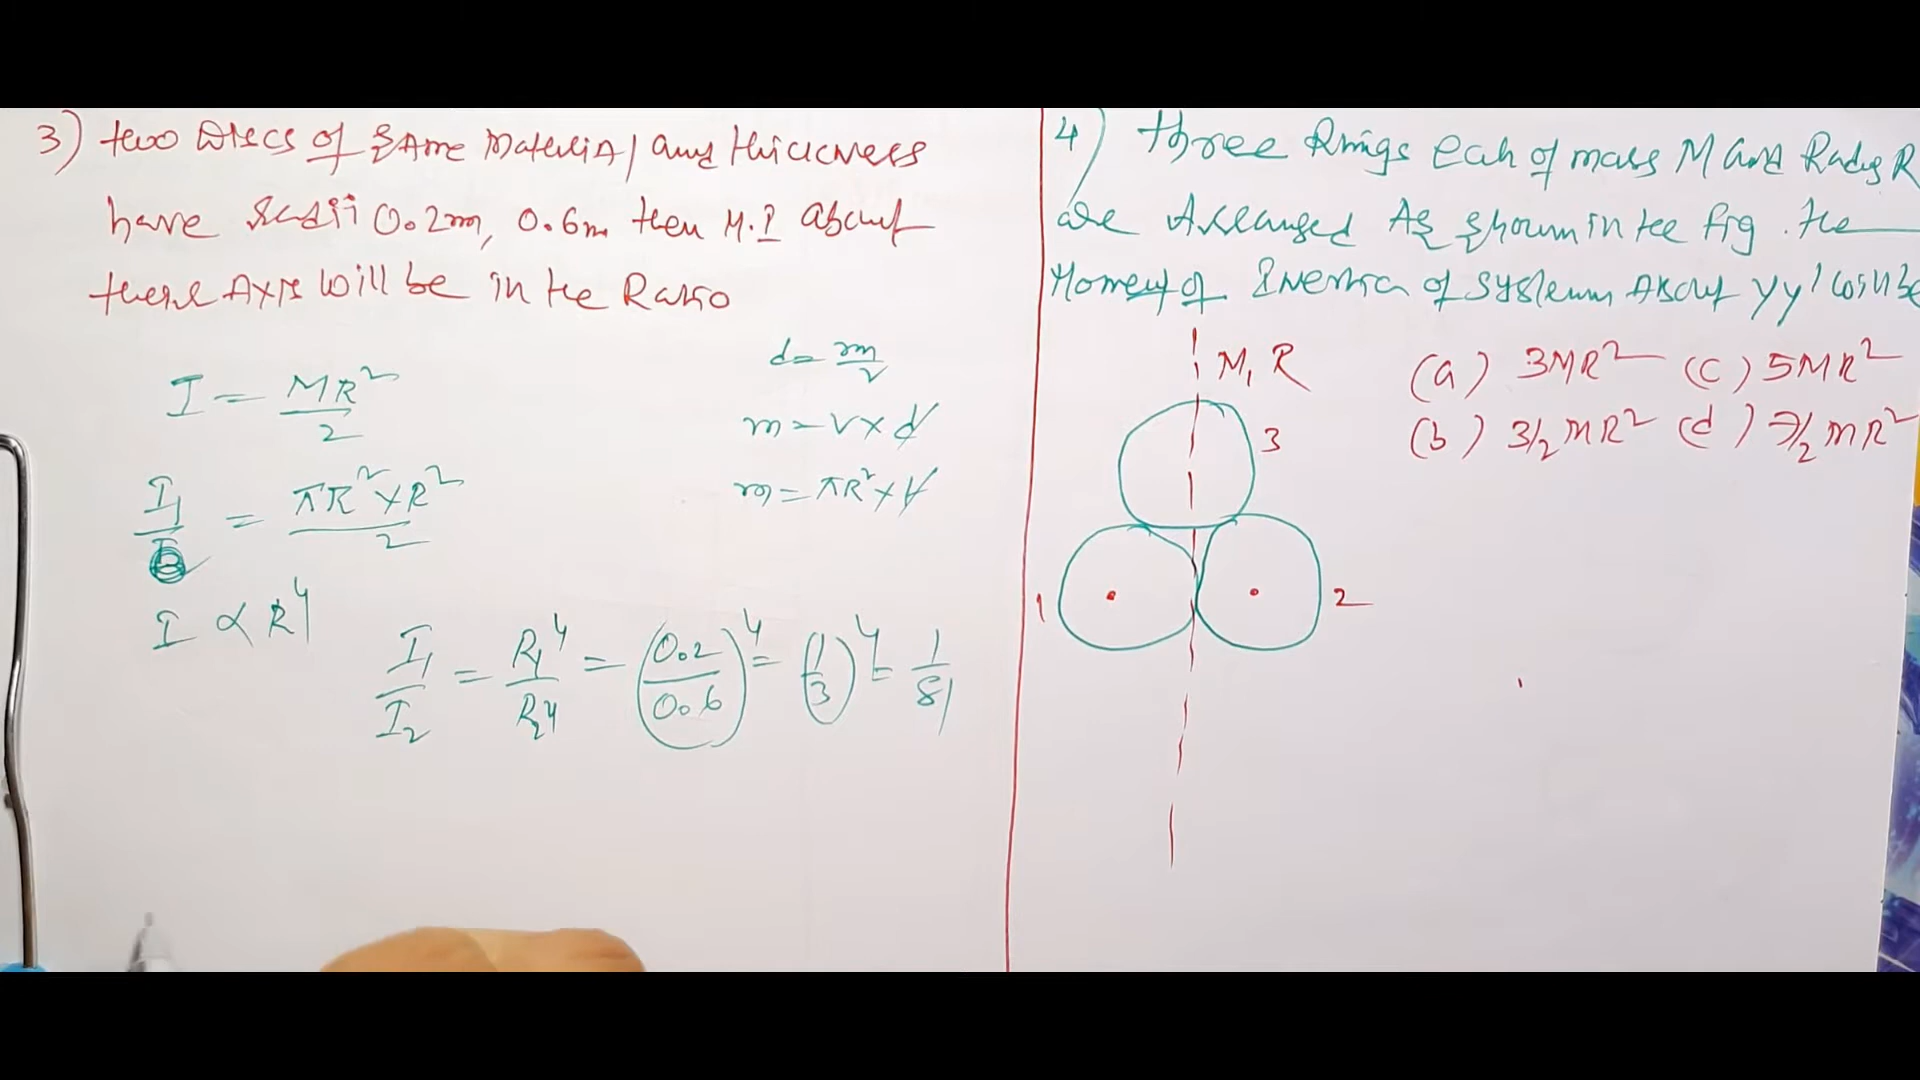 3) two Discs of same Material and thickness
have radii 0.2m, 0.6m then M.I about
there Axis will be in the Ratio
I = MR²/2
d = m/v
m = v×d
I₁/I = πR²×R²/2
m = πR²×t
I ∝ R⁴
I₁/I₂ = R₁⁴/R₂⁴ = (0.2/0.6)⁴ = (1/3)⁴ = 1/81
4) three Rings each of mass M and Radius R
are Arranged As shown in the fig. the
Moment of Inertia of system About yy'
M, R
(a) 3MR² (c) 5MR²
(b) 3/2 MR² (d) 7/2 MR²
3
1
2